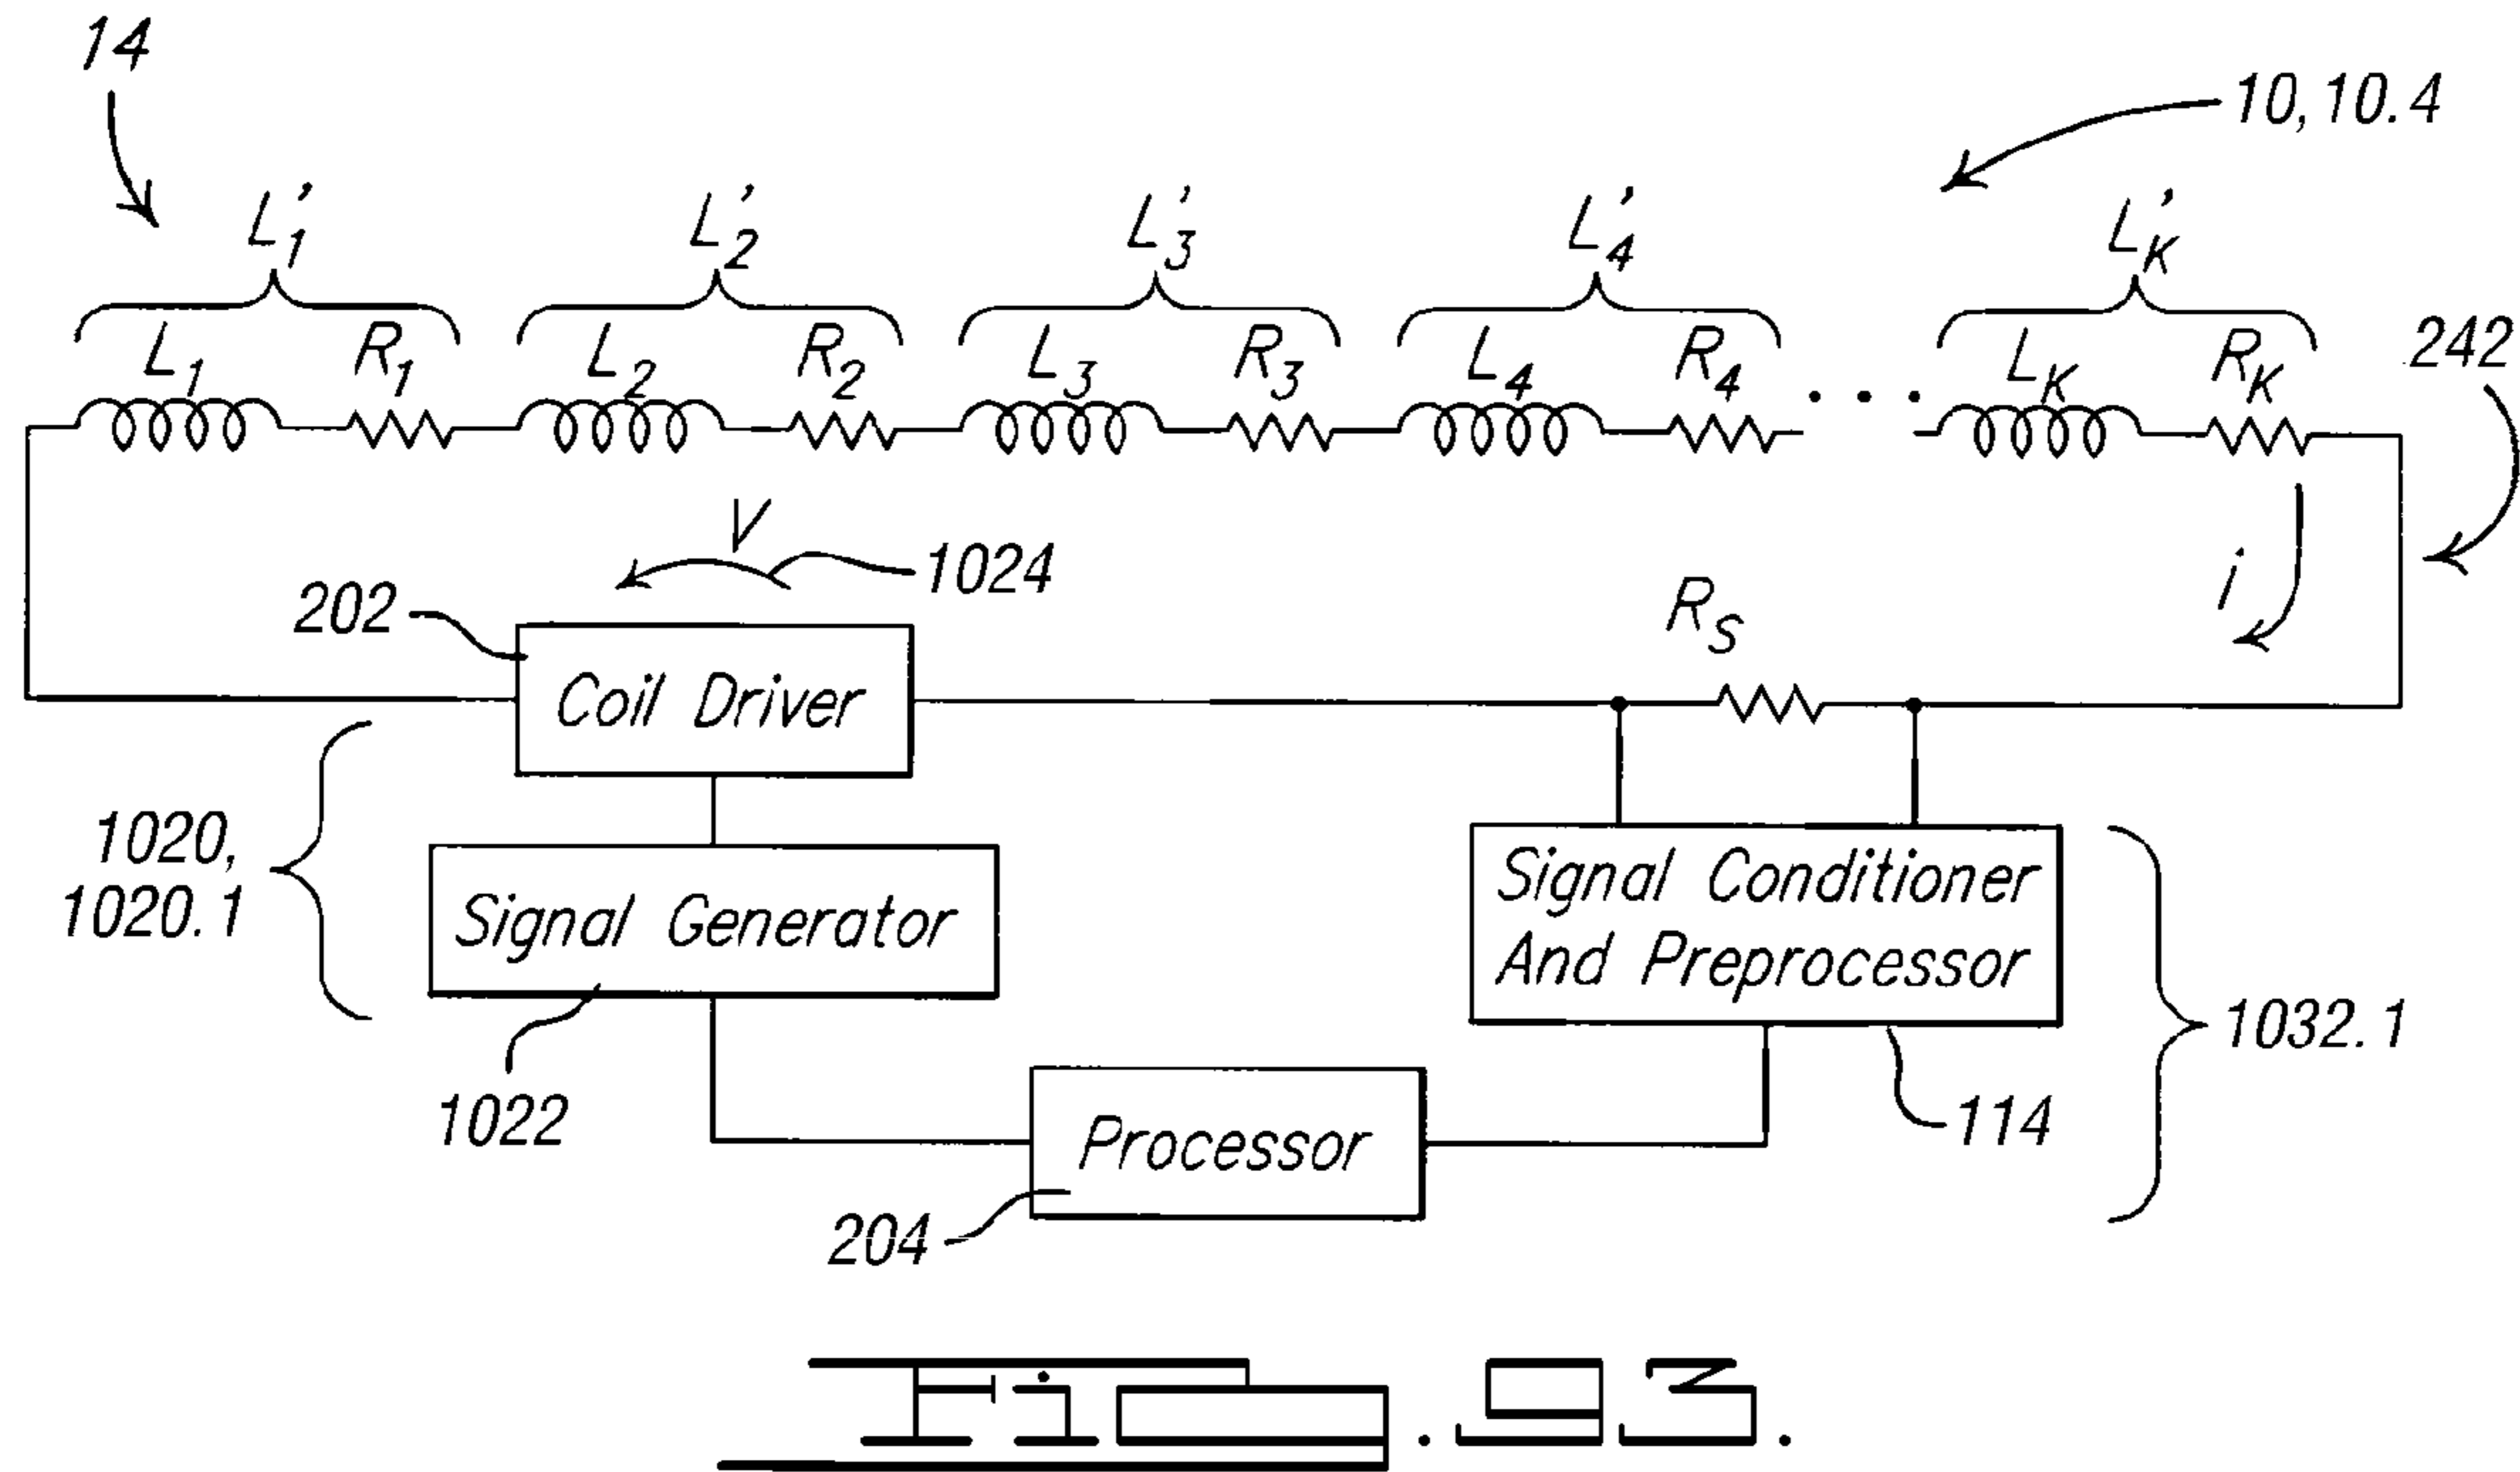 14
10, 10.4
L'1 L'2 L'3 L'4 L'K
L1 R1 L2 R2 L3 R3 L4 R4 . . . LK RK
242
V
1024
202
RS
i
Coil Driver
1020,
1020.1
Signal Generator
Signal Conditioner
And Preprocessor
1032.1
1022
114
Processor
204
FiG. 93.